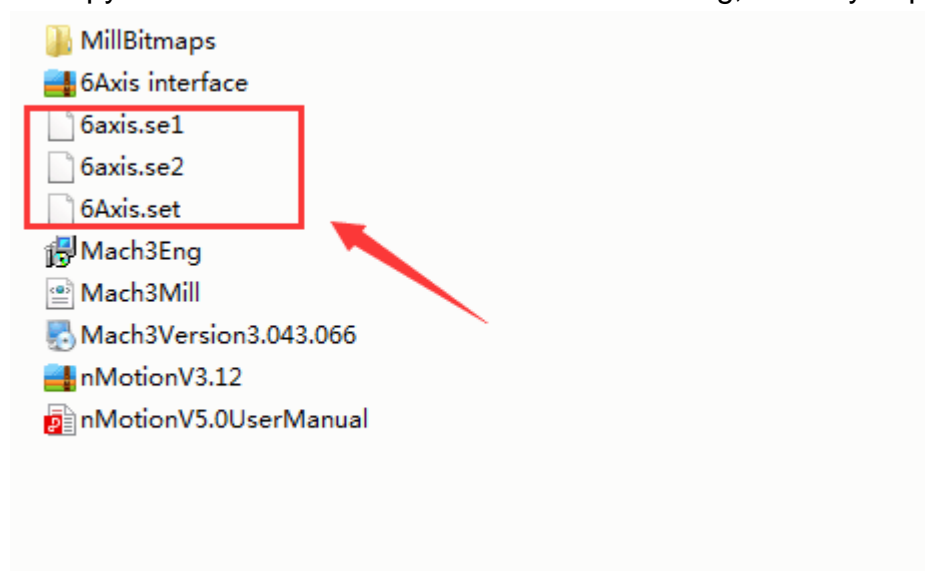 MillBitmaps
6Axis interface
6axis.se1
6axis.se2
6Axis.set
Mach3Eng
Mach3Mill
Mach3Version3.043.066
nMotionV3.12
nMotionV5.0UserManual